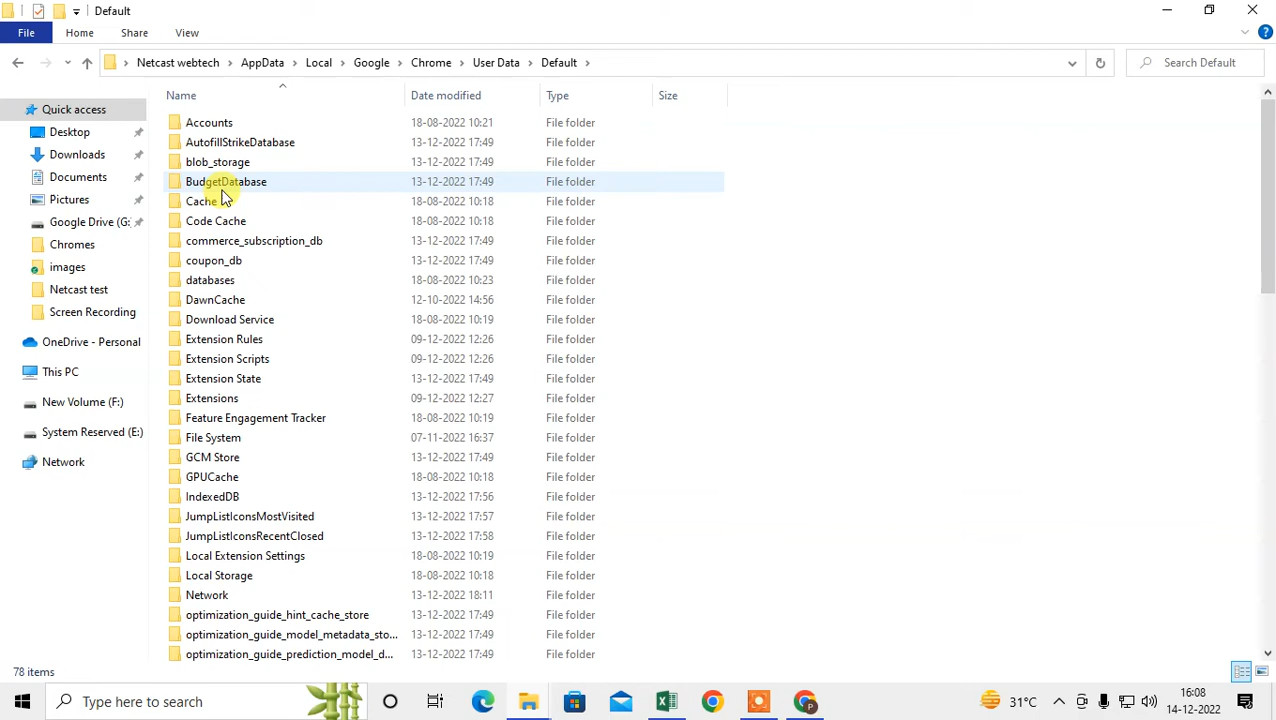 Default
File Home Share View
Netcast webtech AppData Local Google Chrome User Data Default Search Default
Name Date modified Type Size
Quick access
Desktop
Downloads
Documents
Pictures
Google Drive (G:
Chromes
images
Netcast test
Screen Recording
OneDrive - Personal
This PC
New Volume (F:)
System Reserved (E:)
Network
Accounts 18-08-2022 10:21 File folder
AutofillStrikeDatabase 13-12-2022 17:49 File folder
blob_storage 13-12-2022 17:49 File folder
BudgetDatabase 13-12-2022 17:49 File folder
Cache 18-08-2022 10:18 File folder
Code Cache 18-08-2022 10:18 File folder
commerce_subscription_db 13-12-2022 17:49 File folder
coupon_db 13-12-2022 17:49 File folder
databases 18-08-2022 10:23 File folder
DawnCache 12-10-2022 14:56 File folder
Download Service 18-08-2022 10:19 File folder
Extension Rules 09-12-2022 12:26 File folder
Extension Scripts 09-12-2022 12:26 File folder
Extension State 13-12-2022 17:49 File folder
Extensions 09-12-2022 12:27 File folder
Feature Engagement Tracker 18-08-2022 10:19 File folder
File System 07-11-2022 16:37 File folder
GCM Store 13-12-2022 17:49 File folder
GPUCache 18-08-2022 10:18 File folder
IndexedDB 13-12-2022 17:56 File folder
JumpListIconsMostVisited 13-12-2022 17:57 File folder
JumpListIconsRecentClosed 13-12-2022 17:58 File folder
Local Extension Settings 18-08-2022 10:19 File folder
Local Storage 18-08-2022 10:18 File folder
Network 13-12-2022 18:11 File folder
optimization_guide_hint_cache_store 13-12-2022 17:49 File folder
optimization_guide_model_metadata_sto... 13-12-2022 17:49 File folder
optimization_guide_prediction_model_d... 13-12-2022 17:49 File folder
78 items
Type here to search
31°C
16:08
14-12-2022